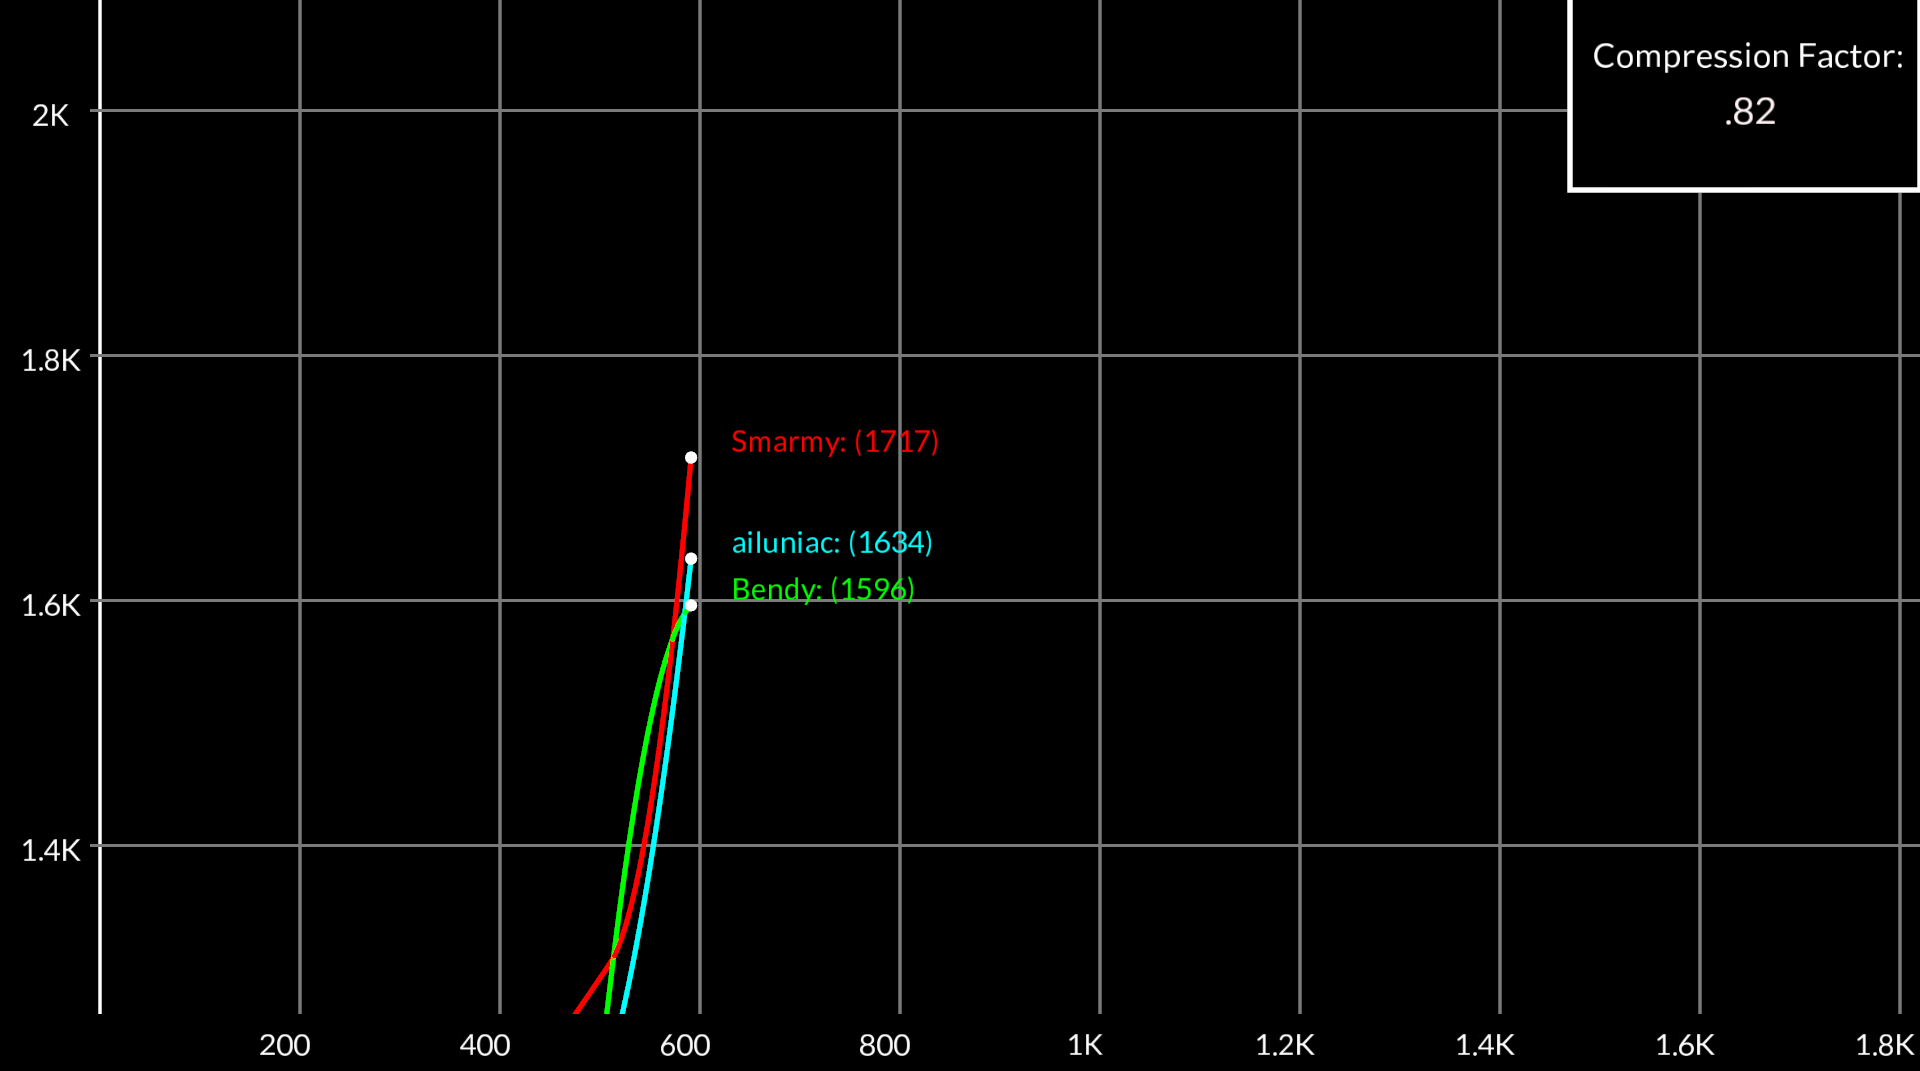 Compression Factor:
.82
2K
1.8K
Smarmy: (1717)
ailuniac: (1634)
Bendy: (1596)
1.6K
1.4K
200
400
600
800
1K
1.2K
1.4K
1.6K
1.8K